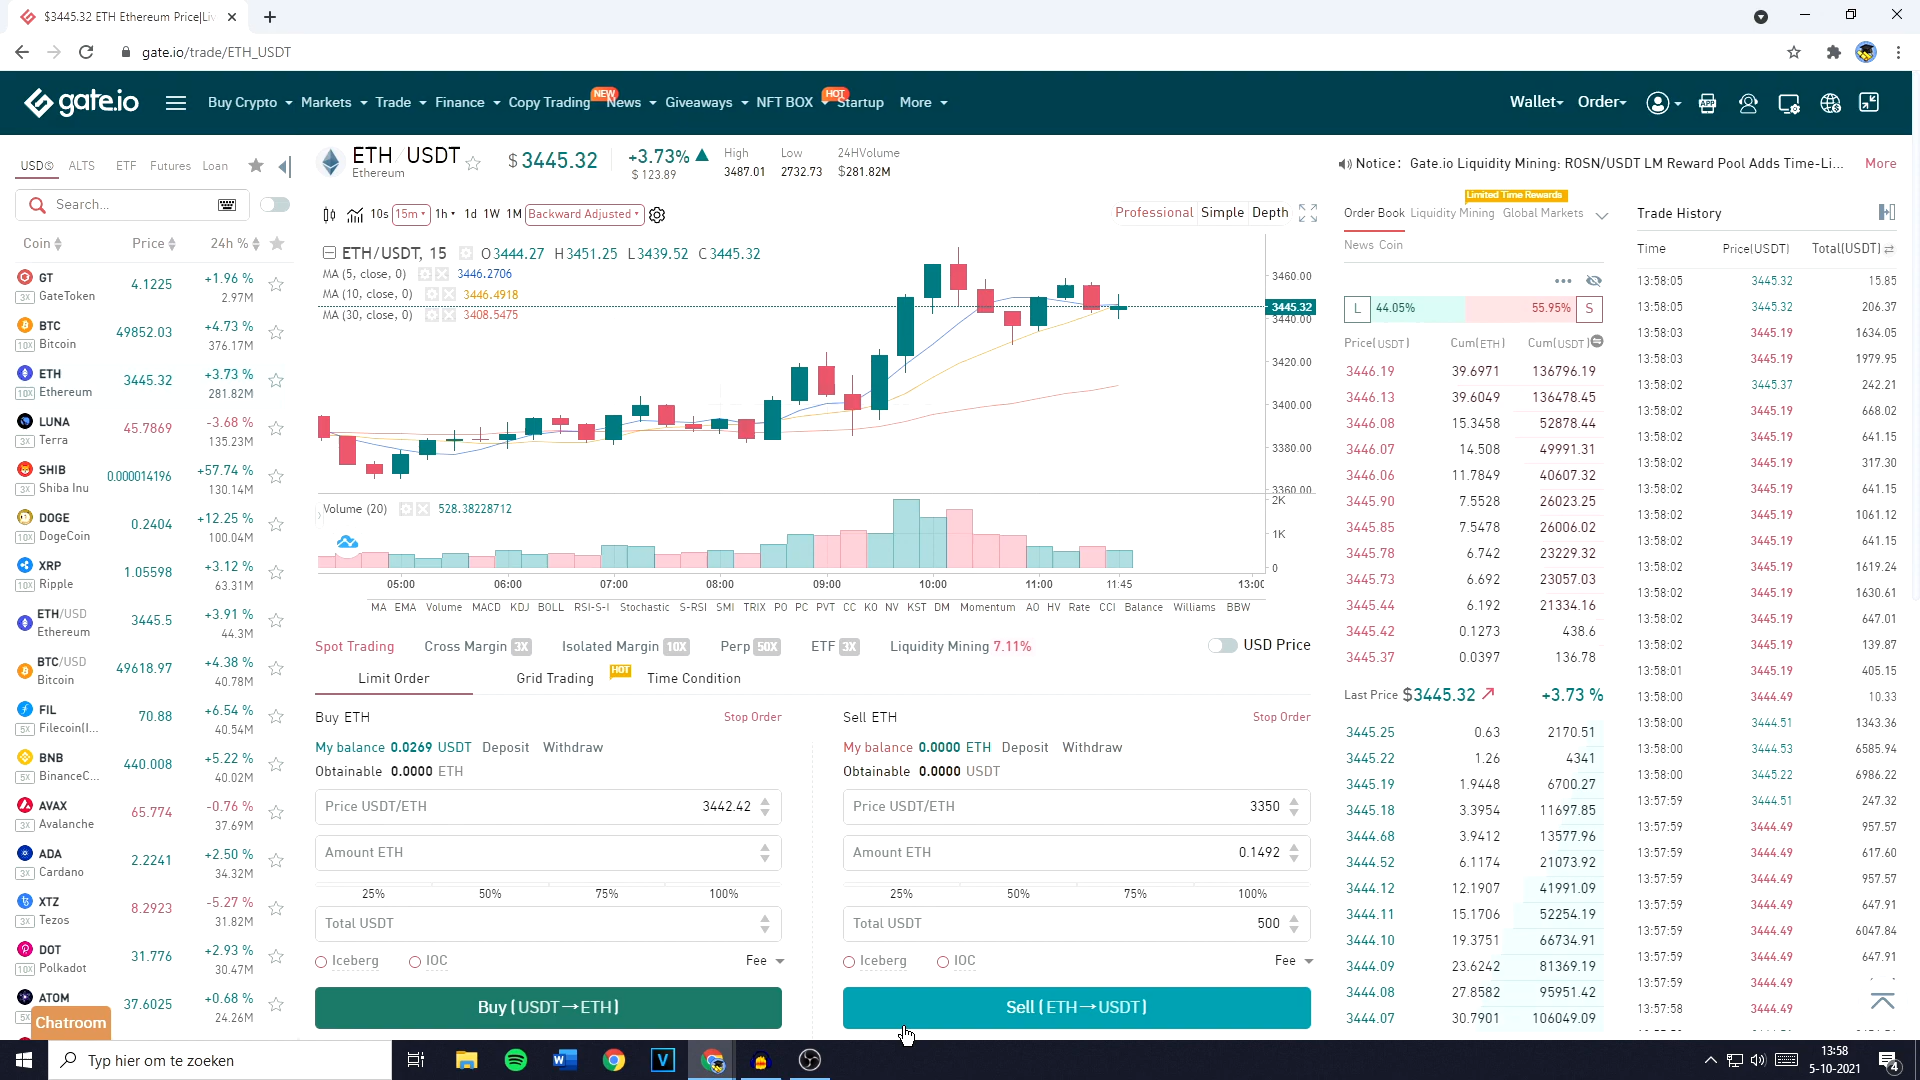 $3445.32 ETH Ethereum Price|Li
gate.io/trade/ETH_USDT
gate.io
Buy Crypto Markets Trade Finance Copy Trading NEW News Giveaways NFT BOX HOT Startup More
Wallet Order
USD ALTS ETF Futures Loan
Search...
Coin Price 24h %
GT 4.1225 +1.96 %
3X GateToken 2.97M
BTC 49852.03 +4.73 %
10X Bitcoin 376.17M
ETH 3445.32 +3.73 %
10X Ethereum 281.82M
LUNA 45.7869 -3.68 %
3X Terra 135.23M
SHIB 0.000014196 +57.74 %
3X Shiba Inu 130.14M
DOGE 0.2404 +12.25 %
10X DogeCoin 100.04M
XRP 1.05598 +3.12 %
10X Ripple 63.31M
ETH/USD 3445.5 +3.91 %
Ethereum 44.3M
BTC/USD 49618.97 +4.38 %
Bitcoin 40.78M
FIL 70.88 +6.54 %
5X Filecoin(I... 40.54M
BNB 440.008 +5.22 %
5X BinanceC... 40.02M
AVAX 65.774 -0.76 %
3X Avalanche 37.69M
ADA 2.2241 +2.50 %
3X Cardano 34.32M
XTZ 8.2923 -5.27 %
3X Tezos 31.82M
DOT 31.776 +2.93 %
10X Polkadot 30.47M
ATOM 37.6025 +0.68 %
5X 24.26M
Chatroom
ETH/USDT
Ethereum
$ 3445.32
+3.73%
$ 123.89
High Low 24HVolume
3487.01 2732.73 $281.82M
10s 15m 1h 1d 1W 1M Backward Adjusted
Professional Simple Depth
ETH/USDT, 15 O3444.27 H3451.25 L3439.52 C3445.32
MA (5, close, 0) 3446.2706
MA (10, close, 0) 3446.4918
MA (30, close, 0) 3408.5475
3460.00
3445.32
3440.00
3420.00
3400.00
3380.00
3360.00
Volume (20) 528.38228712
2K
1K
0
05:00 06:00 07:00 08:00 09:00 10:00 11:00 11:45 13:00
MA EMA Volume MACD KDJ BOLL RSI-S-I Stochastic S-RSI SMI TRIX PO PC PVT CC KO NV KST DM Momentum AO HV Rate CCI Balance Williams BBW
Spot Trading Cross Margin 3X Isolated Margin 10X Perp 50X ETF 3X Liquidity Mining 7.11% USD Price
Limit Order Grid Trading HOT Time Condition
Buy ETH Stop Order
My balance 0.0269 USDT Deposit Withdraw
Obtainable 0.0000 ETH
Price USDT/ETH 3442.42
Amount ETH
25% 50% 75% 100%
Total USDT
Iceberg IOC Fee
Buy (USDT→ETH)
Sell ETH Stop Order
My balance 0.0000 ETH Deposit Withdraw
Obtainable 0.0000 USDT
Price USDT/ETH 3350
Amount ETH 0.1492
25% 50% 75% 100%
Total USDT 500
Iceberg IOC Fee
Sell (ETH→USDT)
Notice: Gate.io Liquidity Mining: ROSN/USDT LM Reward Pool Adds Time-Li... More
Limited Time Rewards
Order Book Liquidity Mining Global Markets
News Coin
L 44.05% 55.95% S
Price(USDT) Cum(ETH) Cum(USDT)
3446.19 39.6971 136796.19
3446.13 39.6049 136478.45
3446.08 15.3458 52878.44
3446.07 14.508 49991.31
3446.06 11.7849 40607.32
3445.90 7.5528 26023.25
3445.85 7.5478 26006.02
3445.78 6.742 23229.32
3445.73 6.692 23057.03
3445.44 6.192 21334.16
3445.42 0.1273 438.6
3445.37 0.0397 136.78
Last Price $3445.32 +3.73 %
3445.25 0.63 2170.51
3445.22 1.26 4341
3445.19 1.9448 6700.27
3445.18 3.3954 11697.85
3444.68 3.9412 13577.96
3444.52 6.1174 21073.92
3444.12 12.1907 41991.09
3444.11 15.1706 52254.19
3444.10 19.3751 66734.91
3444.09 23.6242 81369.19
3444.08 27.8582 95951.42
3444.07 30.7901 106049.09
Trade History
Time Price(USDT) Total(USDT)
13:58:05 3445.32 15.85
13:58:05 3445.32 206.37
13:58:03 3445.19 1634.05
13:58:03 3445.19 1979.95
13:58:02 3445.37 242.21
13:58:02 3445.19 668.02
13:58:02 3445.19 641.15
13:58:02 3445.19 317.30
13:58:02 3445.19 641.15
13:58:02 3445.19 1061.12
13:58:02 3445.19 641.15
13:58:02 3445.19 1619.24
13:58:02 3445.19 1630.61
13:58:02 3445.19 647.01
13:58:02 3445.19 139.87
13:58:01 3445.19 405.15
13:58:00 3444.49 10.33
13:58:00 3444.51 1343.36
13:58:00 3444.53 6585.94
13:58:00 3445.22 6986.22
13:57:59 3444.51 247.32
13:57:59 3444.49 957.57
13:57:59 3444.49 617.60
13:57:59 3444.49 957.57
13:57:59 3444.49 647.91
13:57:59 3444.49 6047.84
13:57:59 3444.49 647.91
13:57:59 3444.49
13:57:58 3444.49
Typ hier om te zoeken
13:58
5-10-2021
4